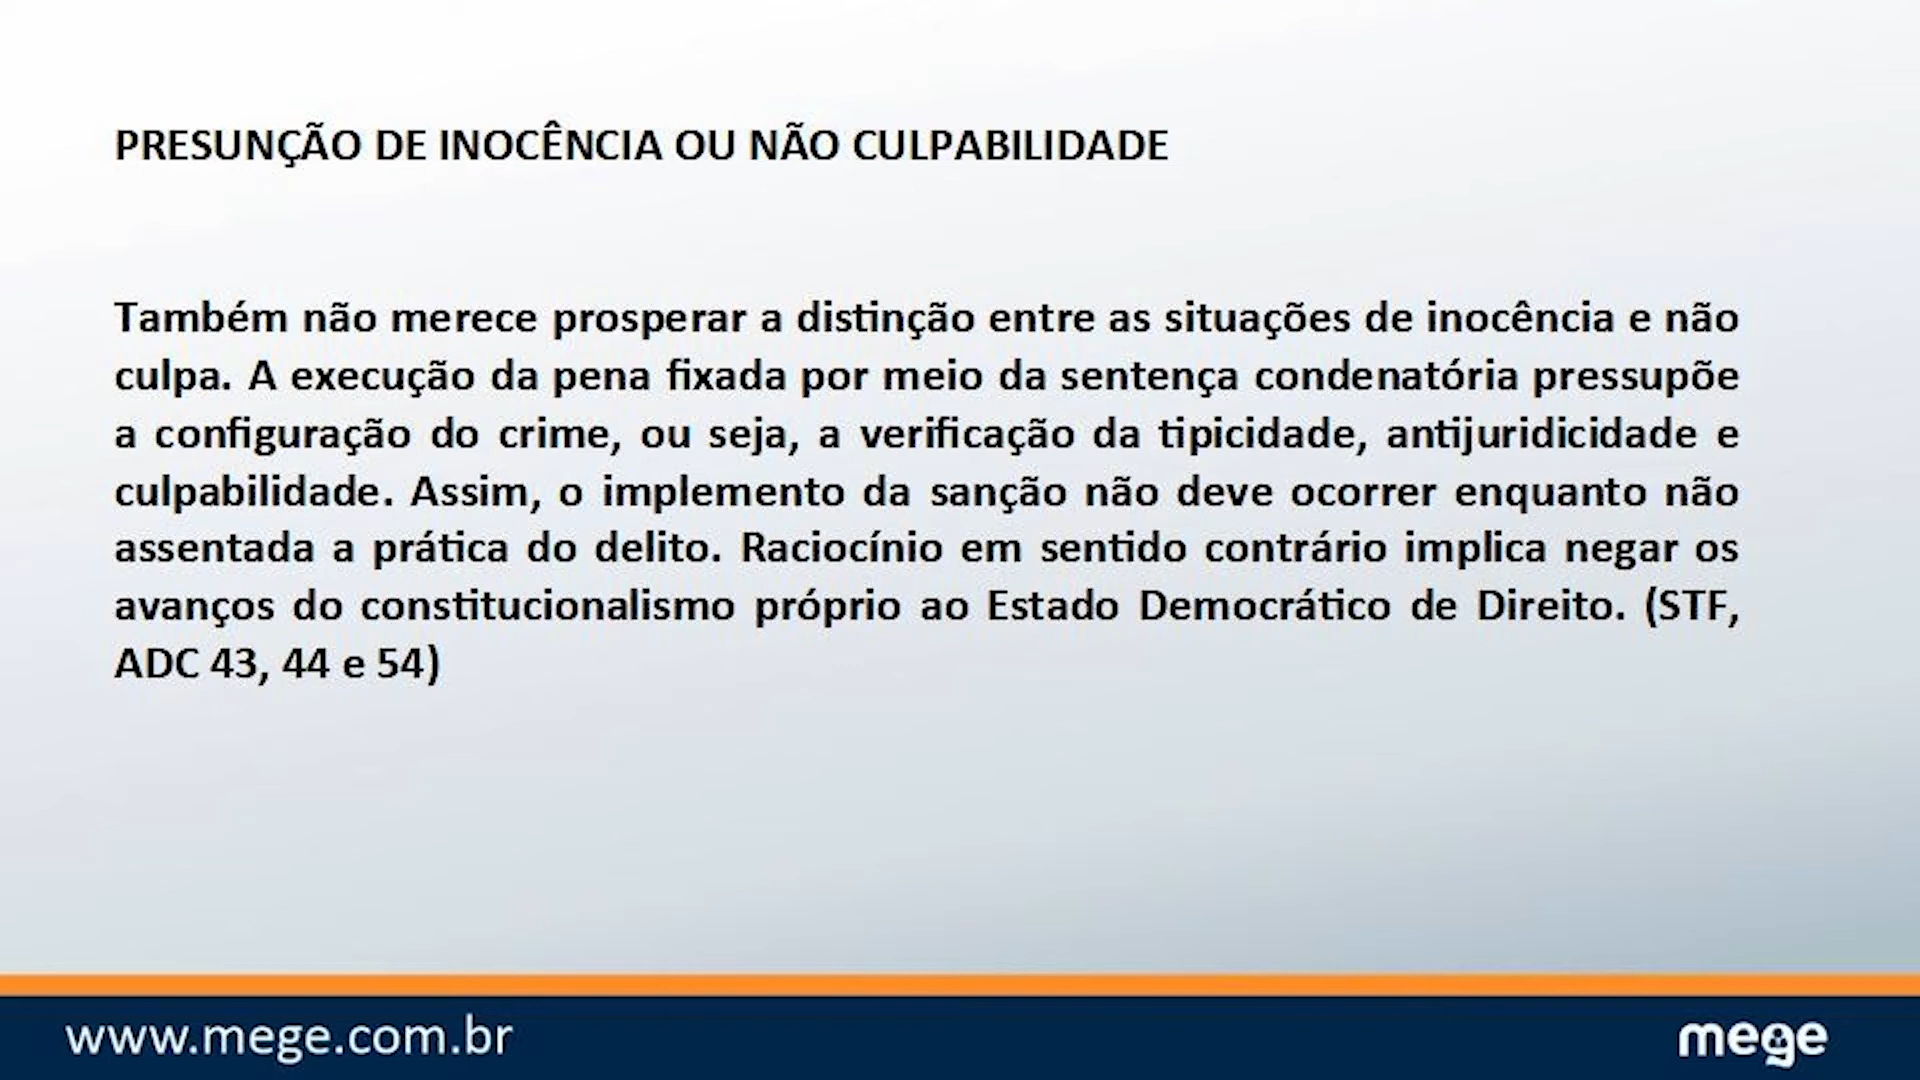 PRESUNÇÃO DE INOCÊNCIA OU NÃO CULPABILIDADE
Também não merece prosperar a distinção entre as situações de inocência e não
culpa. A execução da pena fixada por meio da sentença condenatória pressupõe
a configuração do crime, ou seja, a verificação da tipicidade, antijuridicidade e
culpabilidade. Assim, o implemento da sanção não deve ocorrer enquanto não
assentada a prática do delito. Raciocínio em sentido contrário implica negar os
avanços do constitucionalismo próprio ao Estado Democrático de Direito. (STF,
ADC 43, 44 e 54)
www.mege.com.br
mege